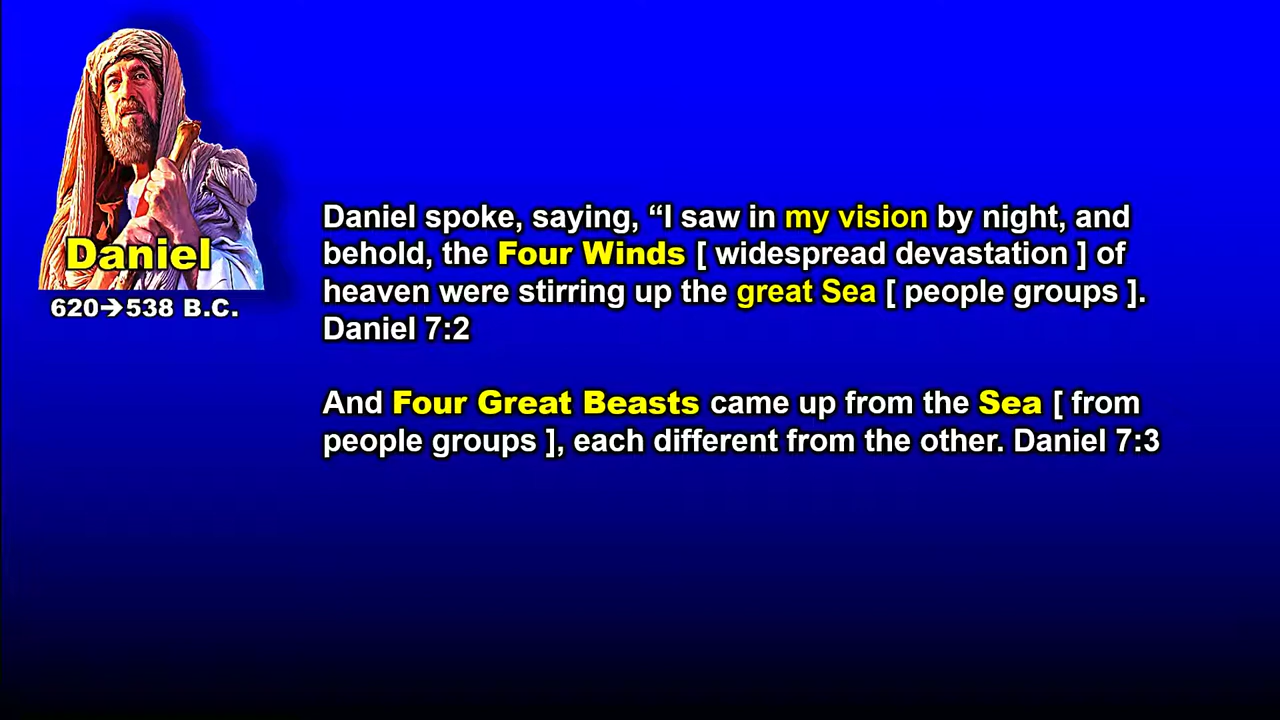 Daniel
620→538 B.C.
Daniel spoke, saying, “I saw in my vision by night, and
behold, the Four Winds [ widespread devastation ] of
heaven were stirring up the great Sea [ people groups ].
Daniel 7:2
And Four Great Beasts came up from the Sea [ from
people groups ], each different from the other. Daniel 7:3